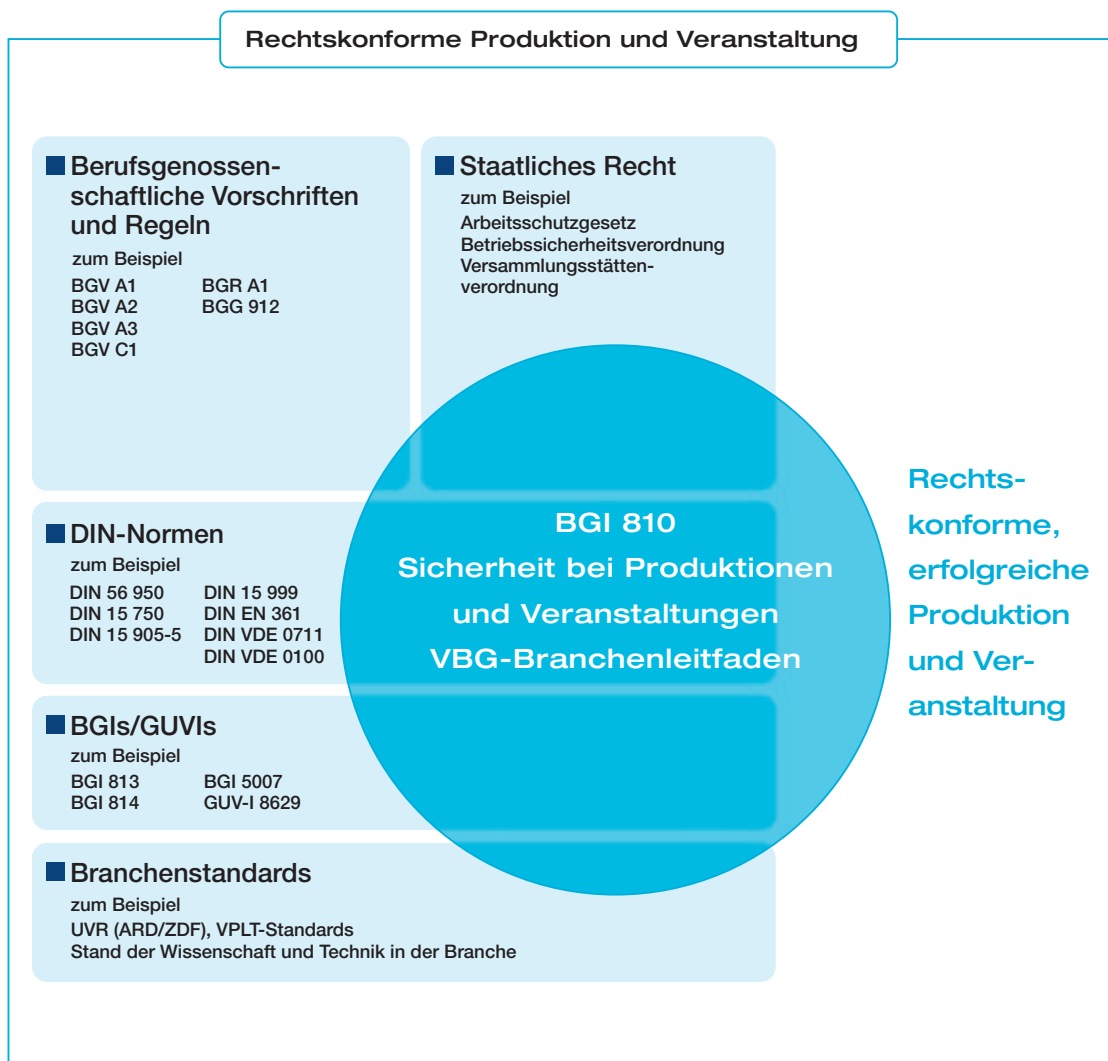 Rechtskonforme Produktion und Veranstaltung
Berufsgenossen-
schaftliche Vorschriften
und Regeln
zum Beispiel
BGV A1 BGR A1
BGV A2 BGG 912
BGV A3
BGV C1
Staatliches Recht
zum Beispiel
Arbeitsschutzgesetz
Betriebssicherheitsverordnung
Versammlungsstätten-
verordnung
DIN-Normen
zum Beispiel
DIN 56 950 DIN 15 999
DIN 15 750 DIN EN 361
DIN 15 905-5 DIN VDE 0711
DIN VDE 0100
BGIs/GUVIs
zum Beispiel
BGI 813 BGI 5007
BGI 814 GUV-I 8629
Branchenstandards
zum Beispiel
UVR (ARD/ZDF), VPLT-Standards
Stand der Wissenschaft und Technik in der Branche
BGI 810
Sicherheit bei Produktionen
und Veranstaltungen
VBG-Branchenleitfaden
Rechts-
konforme,
erfolgreiche
Produktion
und Ver-
anstaltung